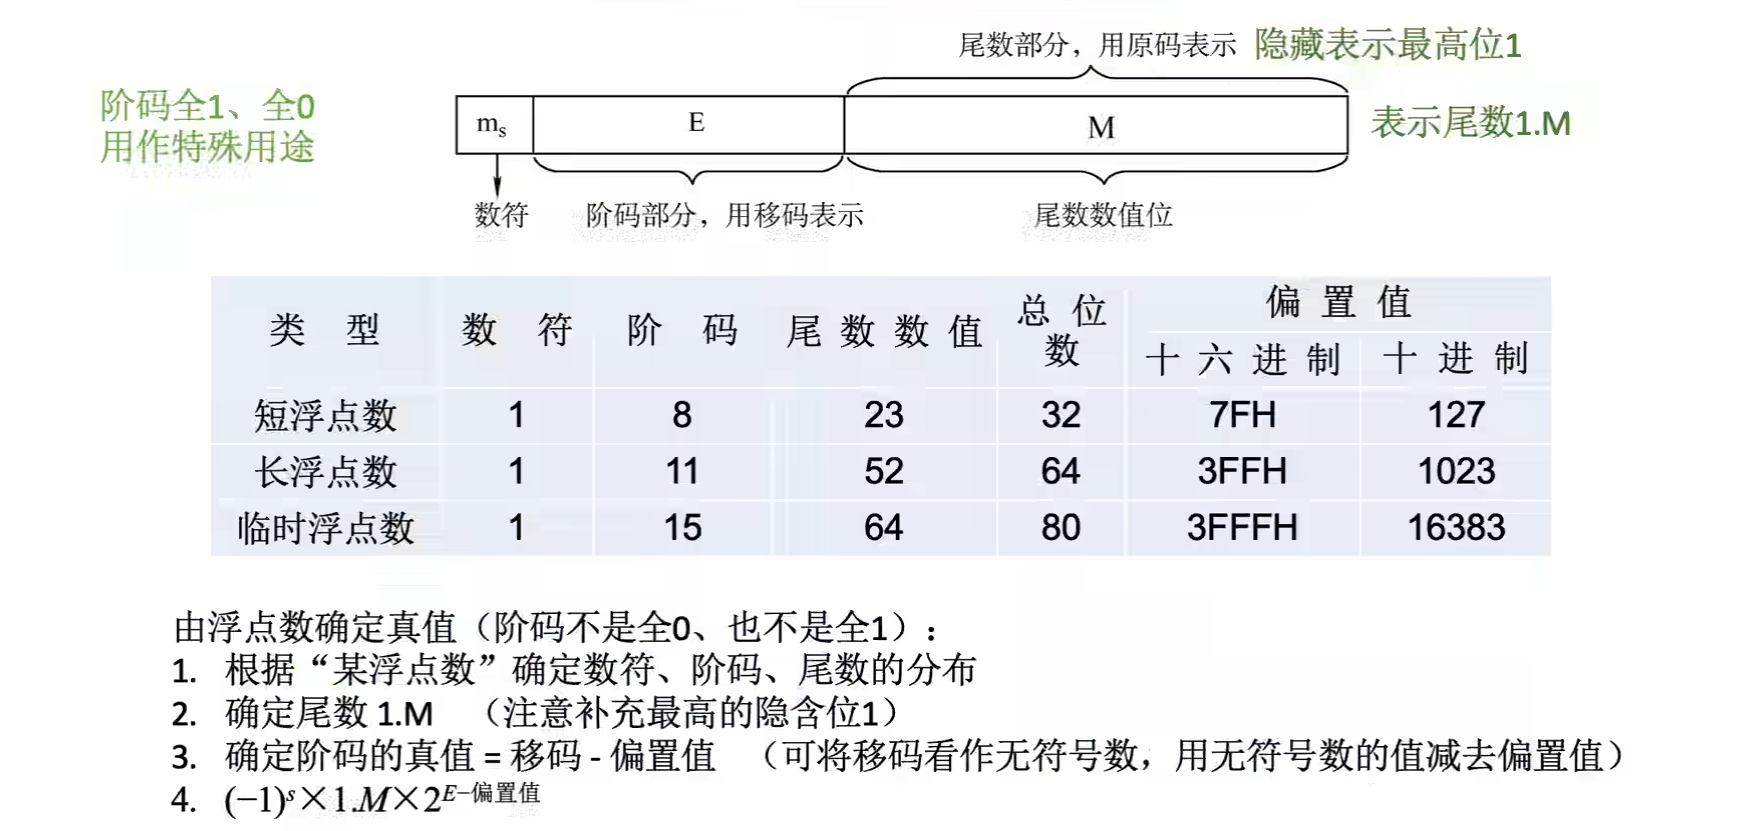 尾数部分，用原码表示 隐藏表示最高位1
阶码全1、全0
用作特殊用途
m_s E M
表示尾数1.M
数符 阶码部分，用移码表示 尾数数值位
类 型 数 符 阶 码 尾数数值 总位数 偏置值
十六进制 十进制
短浮点数 1 8 23 32 7FH 127
长浮点数 1 11 52 64 3FFH 1023
临时浮点数 1 15 64 80 3FFFH 16383
由浮点数确定真值（阶码不是全0、也不是全1）：
1. 根据“某浮点数”确定数符、阶码、尾数的分布
2. 确定尾数 1.M （注意补充最高的隐含位1）
3. 确定阶码的真值 = 移码 - 偏置值 （可将移码看作无符号数，用无符号数的值减去偏置值）
4. (−1)^s×1.M×2^{E−偏置值}